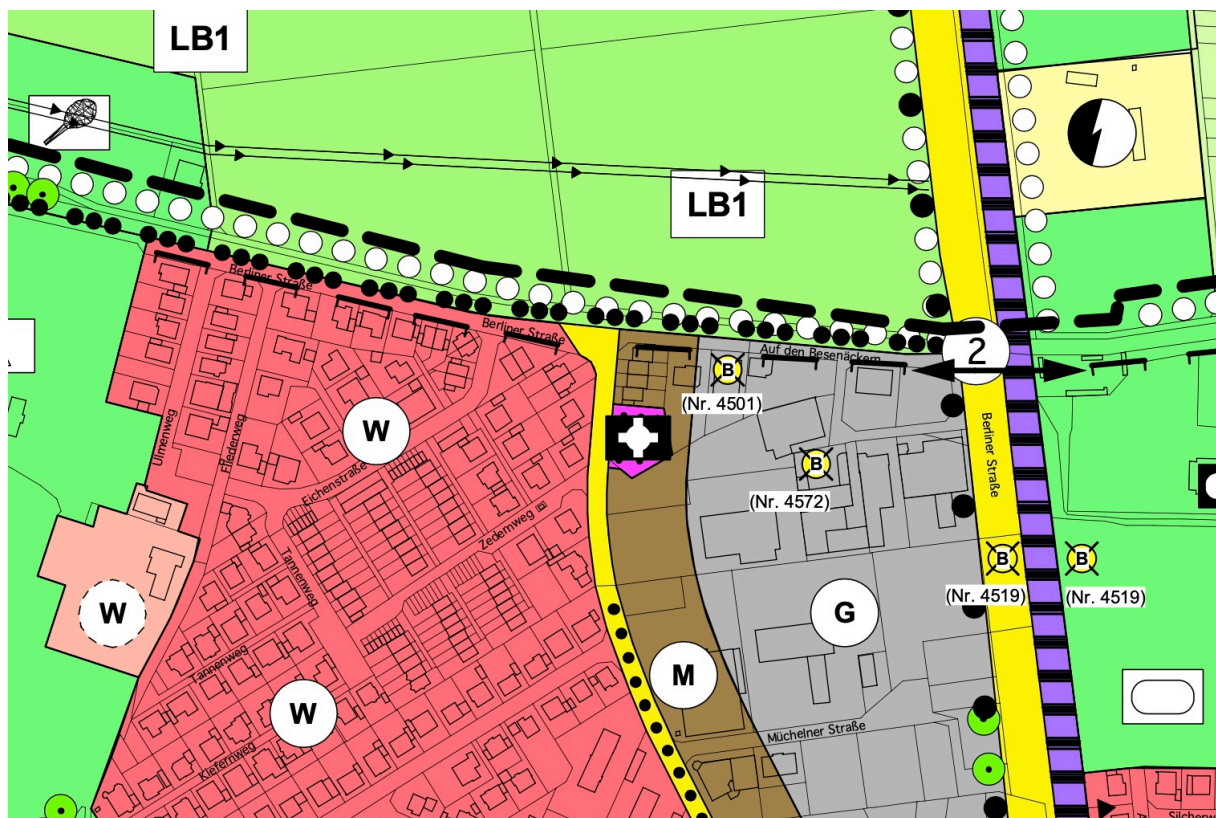 LB1
LB1
Berliner Straße
Berliner Straße
Auf den Besenäckern
2
B
(Nr. 4501)
W
Ulmenweg
Fliederweg
Eichenstraße
B
(Nr. 4572)
Berliner Straße
Zedernweg
Tannenweg
B
(Nr. 4519)
B
(Nr. 4519)
W
G
Tannenweg
M
W
Müchelner Straße
Kiefernweg
Silcherw